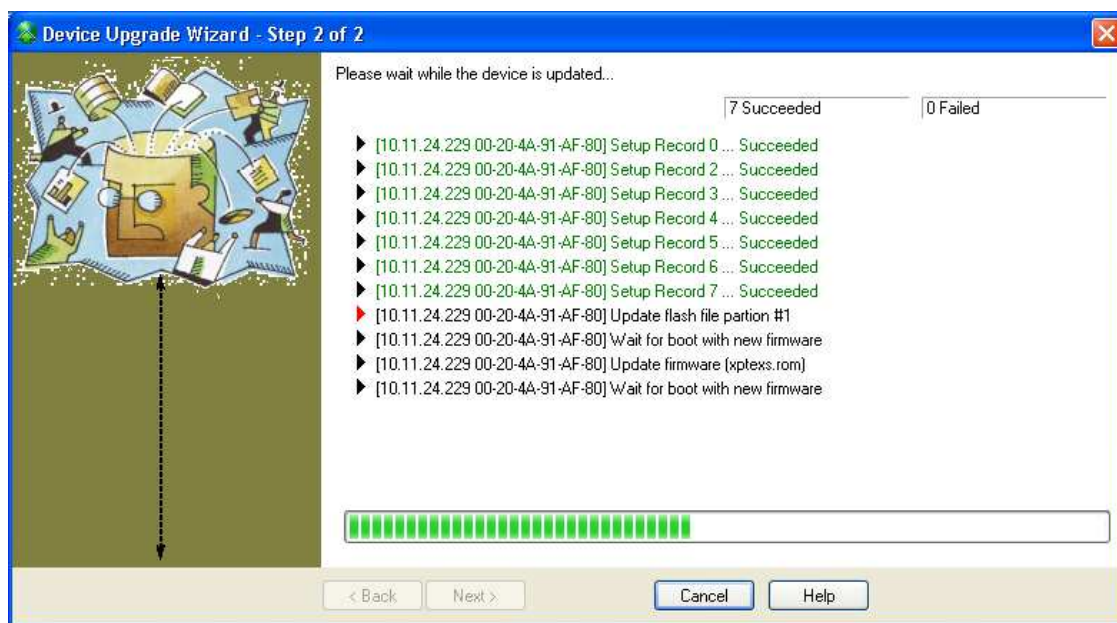 Device Upgrade Wizard - Step 2 of 2
Please wait while the device is updated...
7 Succeeded 0 Failed
[10.11.24.229 00-20-4A-91-AF-80] Setup Record 0 ... Succeeded
[10.11.24.229 00-20-4A-91-AF-80] Setup Record 2 ... Succeeded
[10.11.24.229 00-20-4A-91-AF-80] Setup Record 3 ... Succeeded
[10.11.24.229 00-20-4A-91-AF-80] Setup Record 4 ... Succeeded
[10.11.24.229 00-20-4A-91-AF-80] Setup Record 5 ... Succeeded
[10.11.24.229 00-20-4A-91-AF-80] Setup Record 6 ... Succeeded
[10.11.24.229 00-20-4A-91-AF-80] Setup Record 7 ... Succeeded
[10.11.24.229 00-20-4A-91-AF-80] Update flash file partion #1
[10.11.24.229 00-20-4A-91-AF-80] Wait for boot with new firmware
[10.11.24.229 00-20-4A-91-AF-80] Update firmware (xptexs.rom)
[10.11.24.229 00-20-4A-91-AF-80] Wait for boot with new firmware
< Back Next > Cancel Help